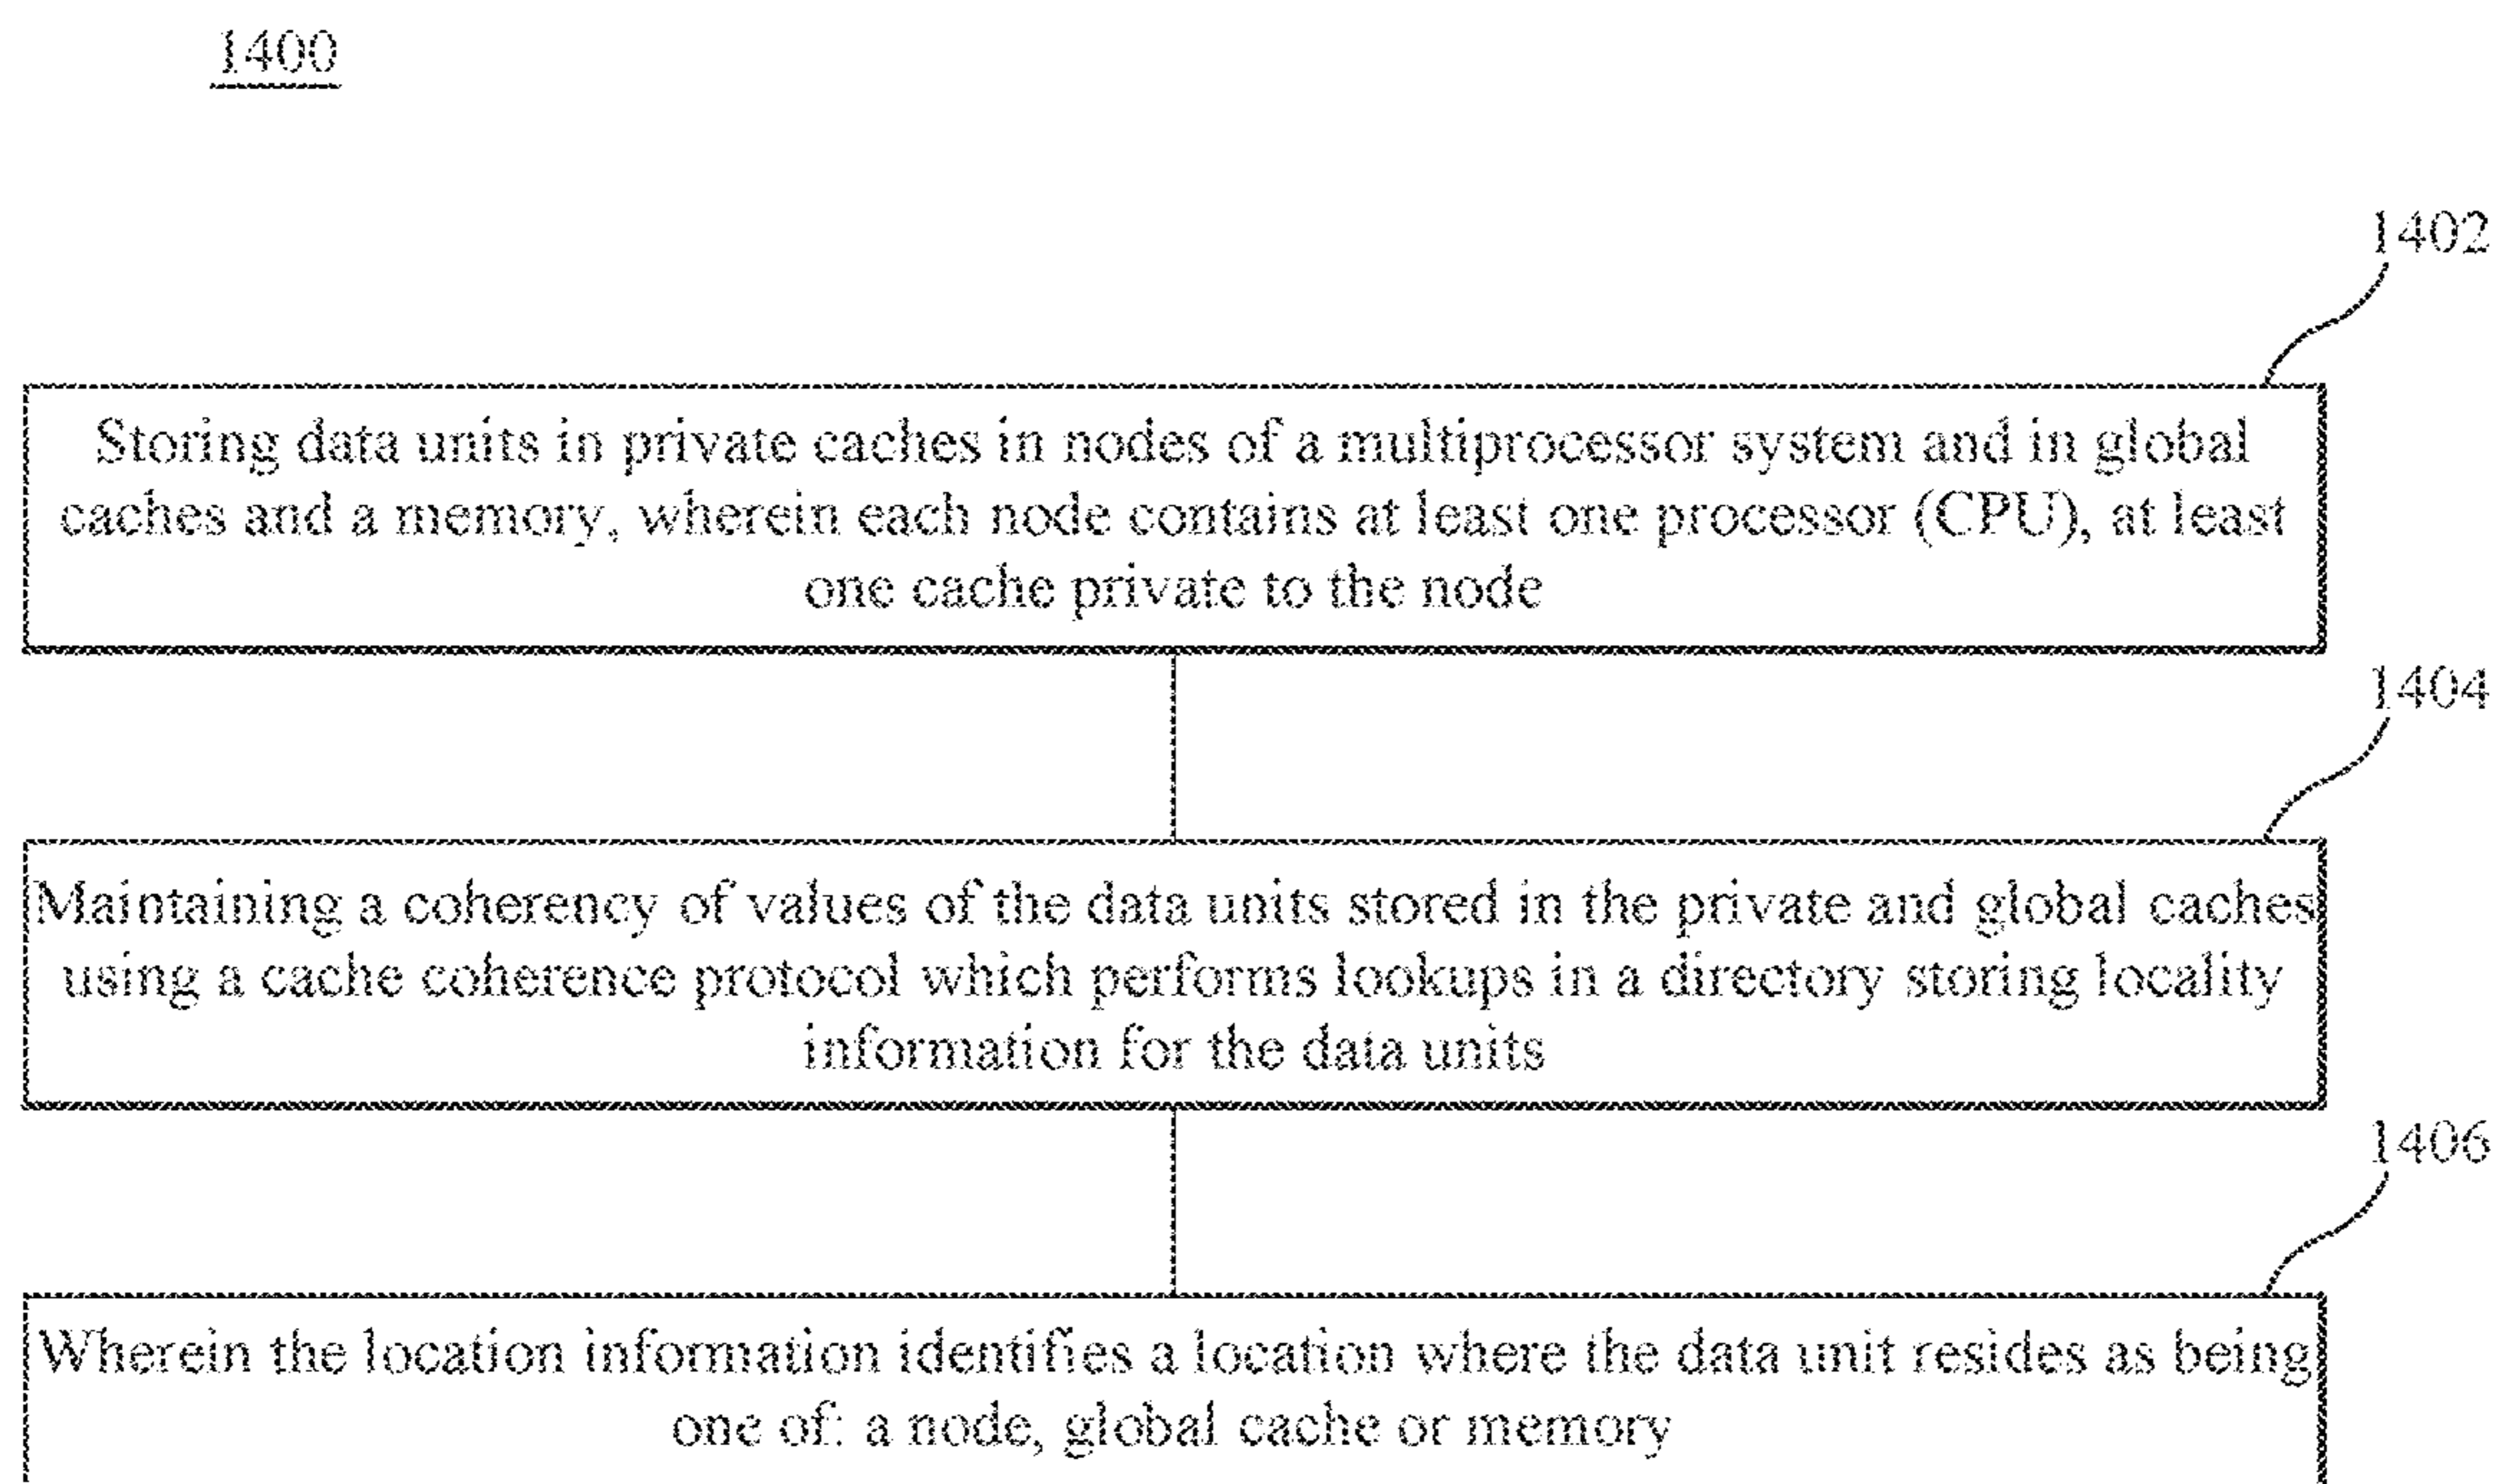 1400
1402
Storing data units in private caches in nodes of a multiprocessor system and in global
caches and a memory, wherein each node contains at least one processor (CPU), at least
one cache private to the node
1404
Maintaining a coherency of values of the data units stored in the private and global caches
using a cache coherence protocol which performs lookups in a directory storing locality
information for the data units
1406
Wherein the location information identifies a location where the data unit resides as being
one of: a node, global cache or memory